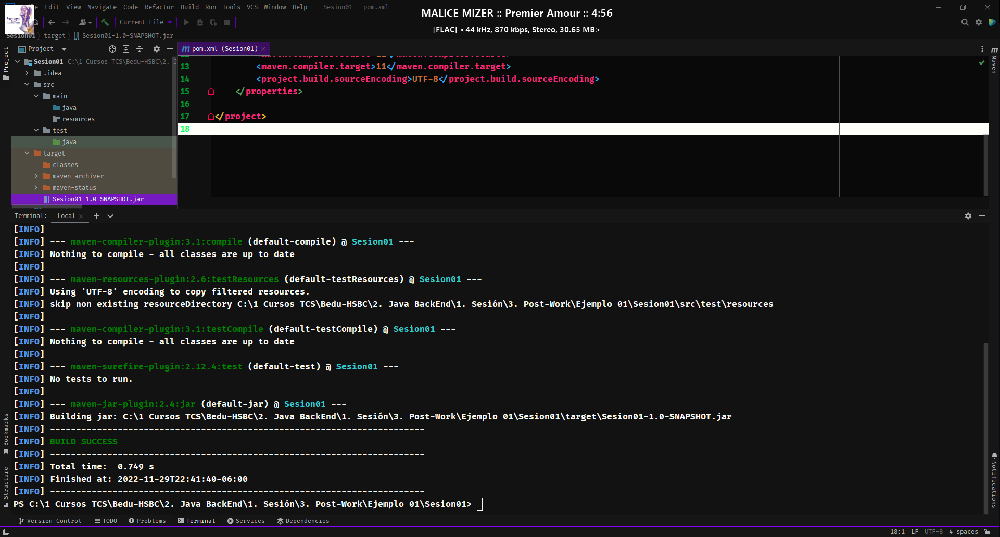 Edit View Navigate Code Refactor Build Run Tools VCS Window Help Sesion01 - pom.xml
MALICE MIZER :: Premier Amour :: 4:56
[FLAC] <44 kHz, 870 kbps, Stereo, 30.65 MB>
Voyage
MALICE MIZER
Current File
Sesion01 target Sesion01-1.0-SNAPSHOT.jar
Project
Project
pom.xml (Sesion01)
Maven
Sesion01 C:\1 Cursos TCS\Bedu-HSBC\2. J
.idea
src
main
java
resources
test
java
target
classes
maven-archiver
maven-status
Sesion01-1.0-SNAPSHOT.jar
13 <maven.compiler.target>11</maven.compiler.target>
14 <project.build.sourceEncoding>UTF-8</project.build.sourceEncoding>
15 </properties>
16
17 </project>
18
Terminal: Local
[INFO]
[INFO] --- maven-compiler-plugin:3.1:compile (default-compile) @ Sesion01 ---
[INFO] Nothing to compile - all classes are up to date
[INFO]
[INFO] --- maven-resources-plugin:2.6:testResources (default-testResources) @ Sesion01 ---
[INFO] Using 'UTF-8' encoding to copy filtered resources.
[INFO] skip non existing resourceDirectory C:\1 Cursos TCS\Bedu-HSBC\2. Java BackEnd\1. Sesión\3. Post-Work\Ejemplo 01\Sesion01\src\test\resources
[INFO]
[INFO] --- maven-compiler-plugin:3.1:testCompile (default-testCompile) @ Sesion01 ---
[INFO] Nothing to compile - all classes are up to date
[INFO]
[INFO] --- maven-surefire-plugin:2.12.4:test (default-test) @ Sesion01 ---
[INFO] No tests to run.
[INFO]
[INFO] --- maven-jar-plugin:2.4:jar (default-jar) @ Sesion01 ---
[INFO] Building jar: C:\1 Cursos TCS\Bedu-HSBC\2. Java BackEnd\1. Sesión\3. Post-Work\Ejemplo 01\Sesion01\target\Sesion01-1.0-SNAPSHOT.jar
[INFO] ------------------------------------------------------------------------
[INFO] BUILD SUCCESS
[INFO] ------------------------------------------------------------------------
[INFO] Total time:  0.749 s
[INFO] Finished at: 2022-11-29T22:41:40-06:00
[INFO] ------------------------------------------------------------------------
PS C:\1 Cursos TCS\Bedu-HSBC\2. Java BackEnd\1. Sesión\3. Post-Work\Ejemplo 01\Sesion01>
Bookmarks
Structure
Notifications
Version Control TODO Problems Terminal Services Dependencies
18:1 LF UTF-8 4 spaces